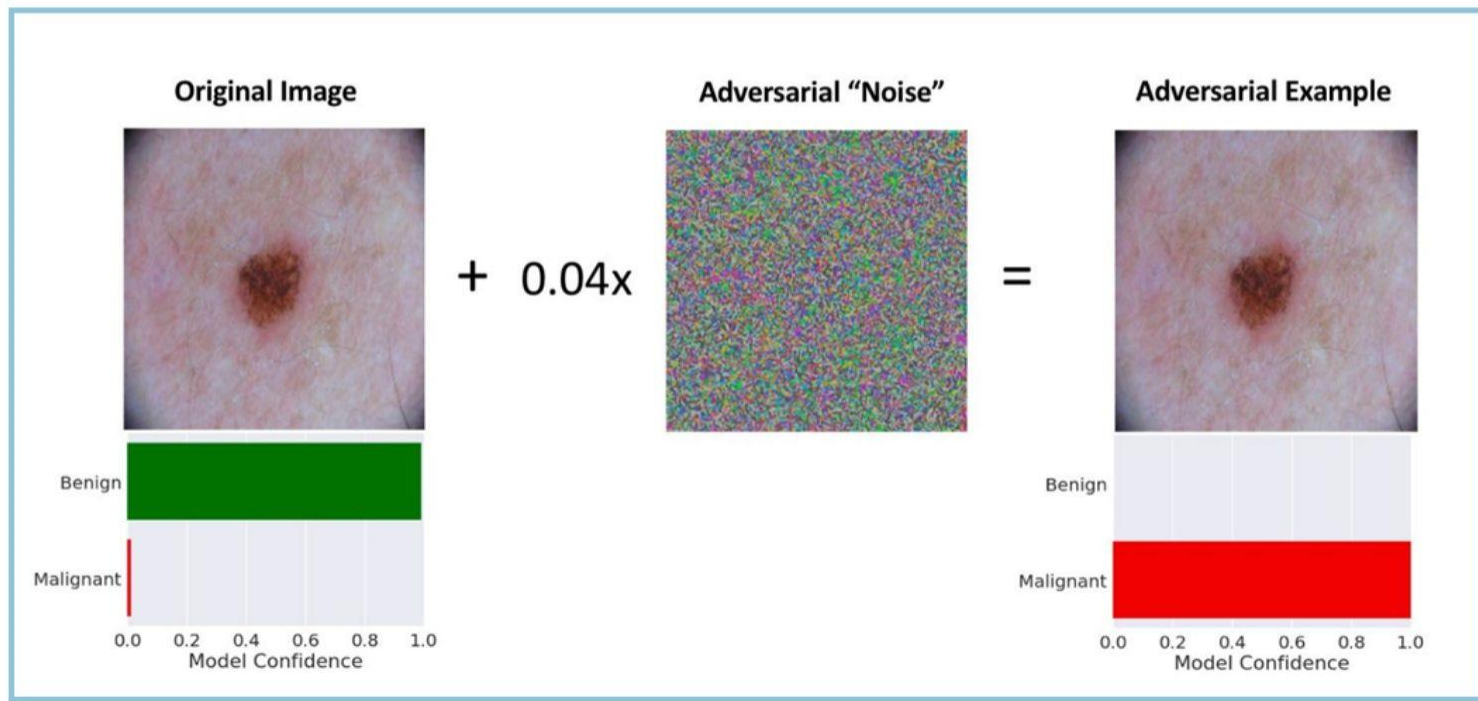 Original Image
Adversarial “Noise”
Adversarial Example
+ 0.04x
=
Benign
Malignant
0.0 0.2 0.4 0.6 0.8 1.0
Model Confidence
Benign
Malignant
0.0 0.2 0.4 0.6 0.8 1.0
Model Confidence